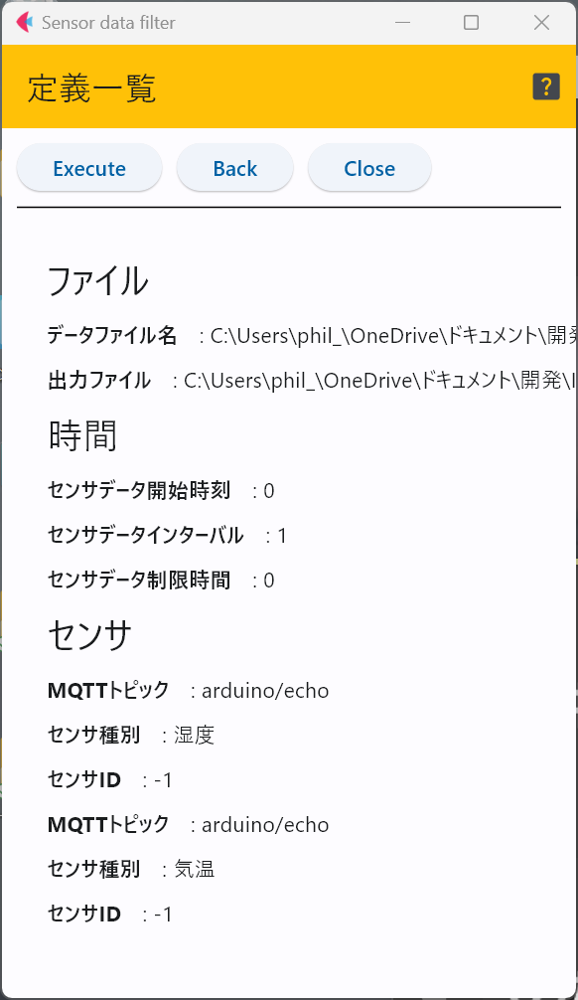 Sensor data filter
定義一覧
?
Execute Back Close
ファイル
データファイル名 : C:\Users\phil_\OneDrive\ドキュメント\開発
出力ファイル : C:\Users\phil_\OneDrive\ドキュメント\開発\I
時間
センサデータ開始時刻 : 0
センサデータインターバル : 1
センサデータ制限時間 : 0
センサ
MQTTトピック : arduino/echo
センサ種別 : 湿度
センサID : -1
MQTTトピック : arduino/echo
センサ種別 : 気温
センサID : -1